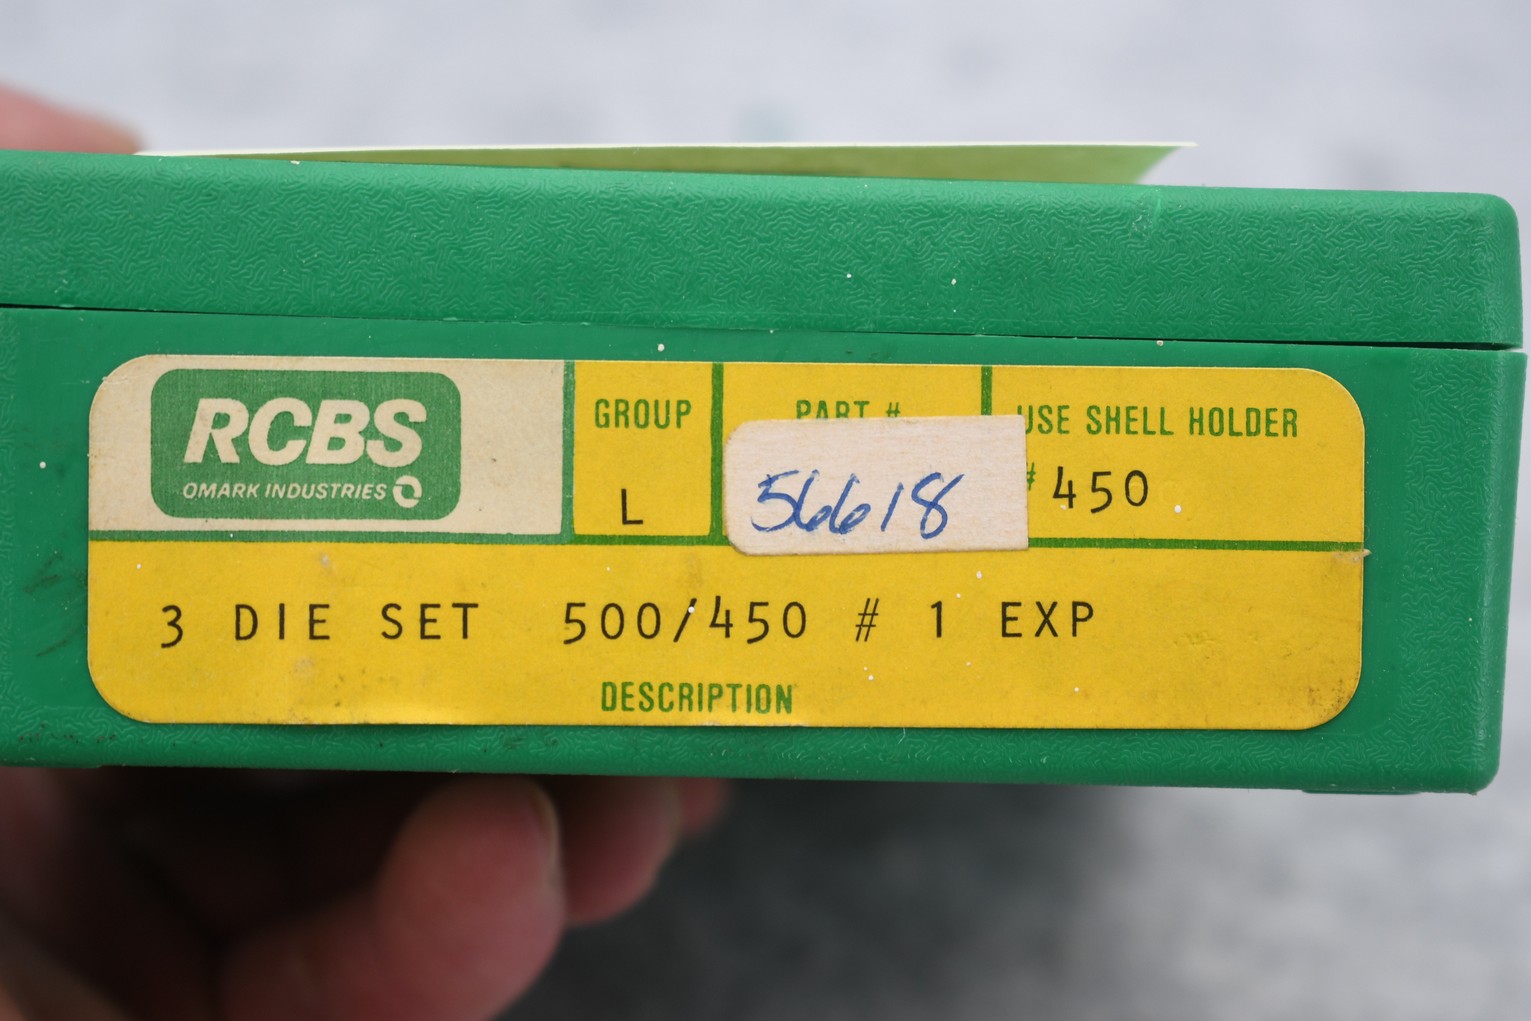 RCBS
OMARK INDUSTRIES
GROUP
L
PART #
56618
USE SHELL HOLDER
# 450
3 DIE SET 500/450 # 1 EXP
DESCRIPTION